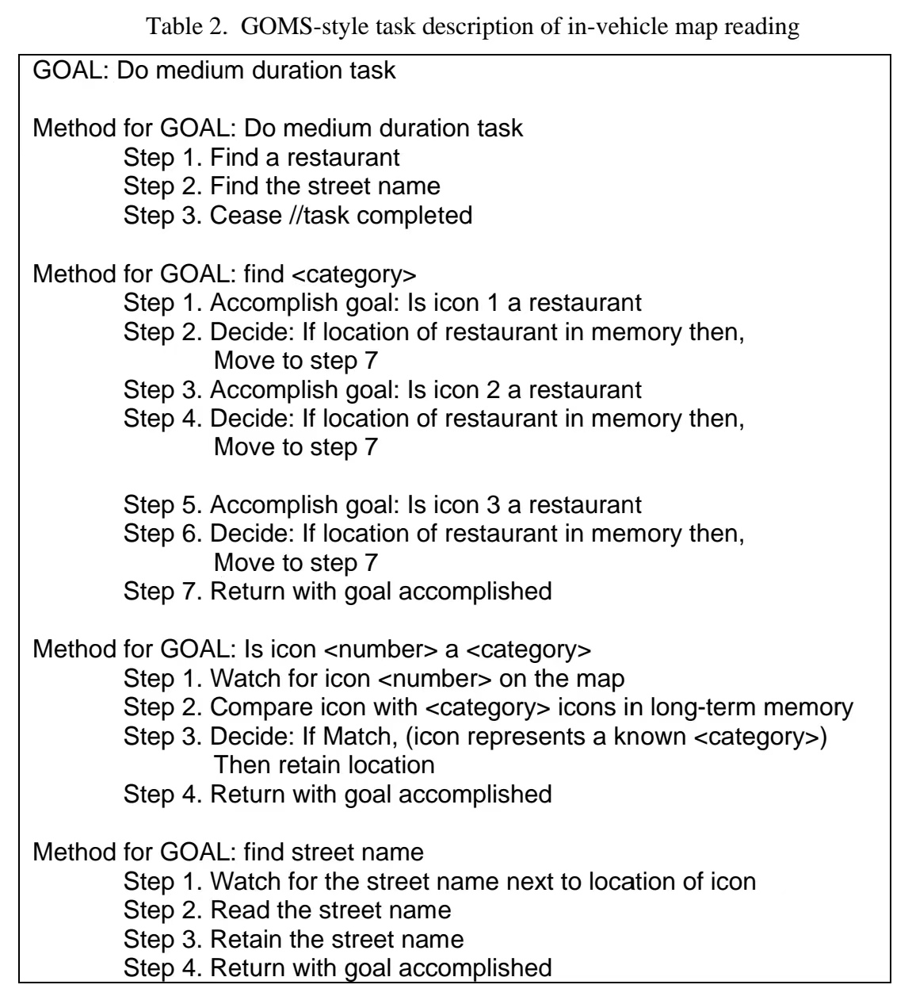 Table 2. GOMS-style task description of in-vehicle map reading
GOAL: Do medium duration task
Method for GOAL: Do medium duration task
Step 1. Find a restaurant
Step 2. Find the street name
Step 3. Cease //task completed
Method for GOAL: find <category>
Step 1. Accomplish goal: Is icon 1 a restaurant
Step 2. Decide: If location of restaurant in memory then,
Move to step 7
Step 3. Accomplish goal: Is icon 2 a restaurant
Step 4. Decide: If location of restaurant in memory then,
Move to step 7
Step 5. Accomplish goal: Is icon 3 a restaurant
Step 6. Decide: If location of restaurant in memory then,
Move to step 7
Step 7. Return with goal accomplished
Method for GOAL: Is icon <number> a <category>
Step 1. Watch for icon <number> on the map
Step 2. Compare icon with <category> icons in long-term memory
Step 3. Decide: If Match, (icon represents a known <category>)
Then retain location
Step 4. Return with goal accomplished
Method for GOAL: find street name
Step 1. Watch for the street name next to location of icon
Step 2. Read the street name
Step 3. Retain the street name
Step 4. Return with goal accomplished